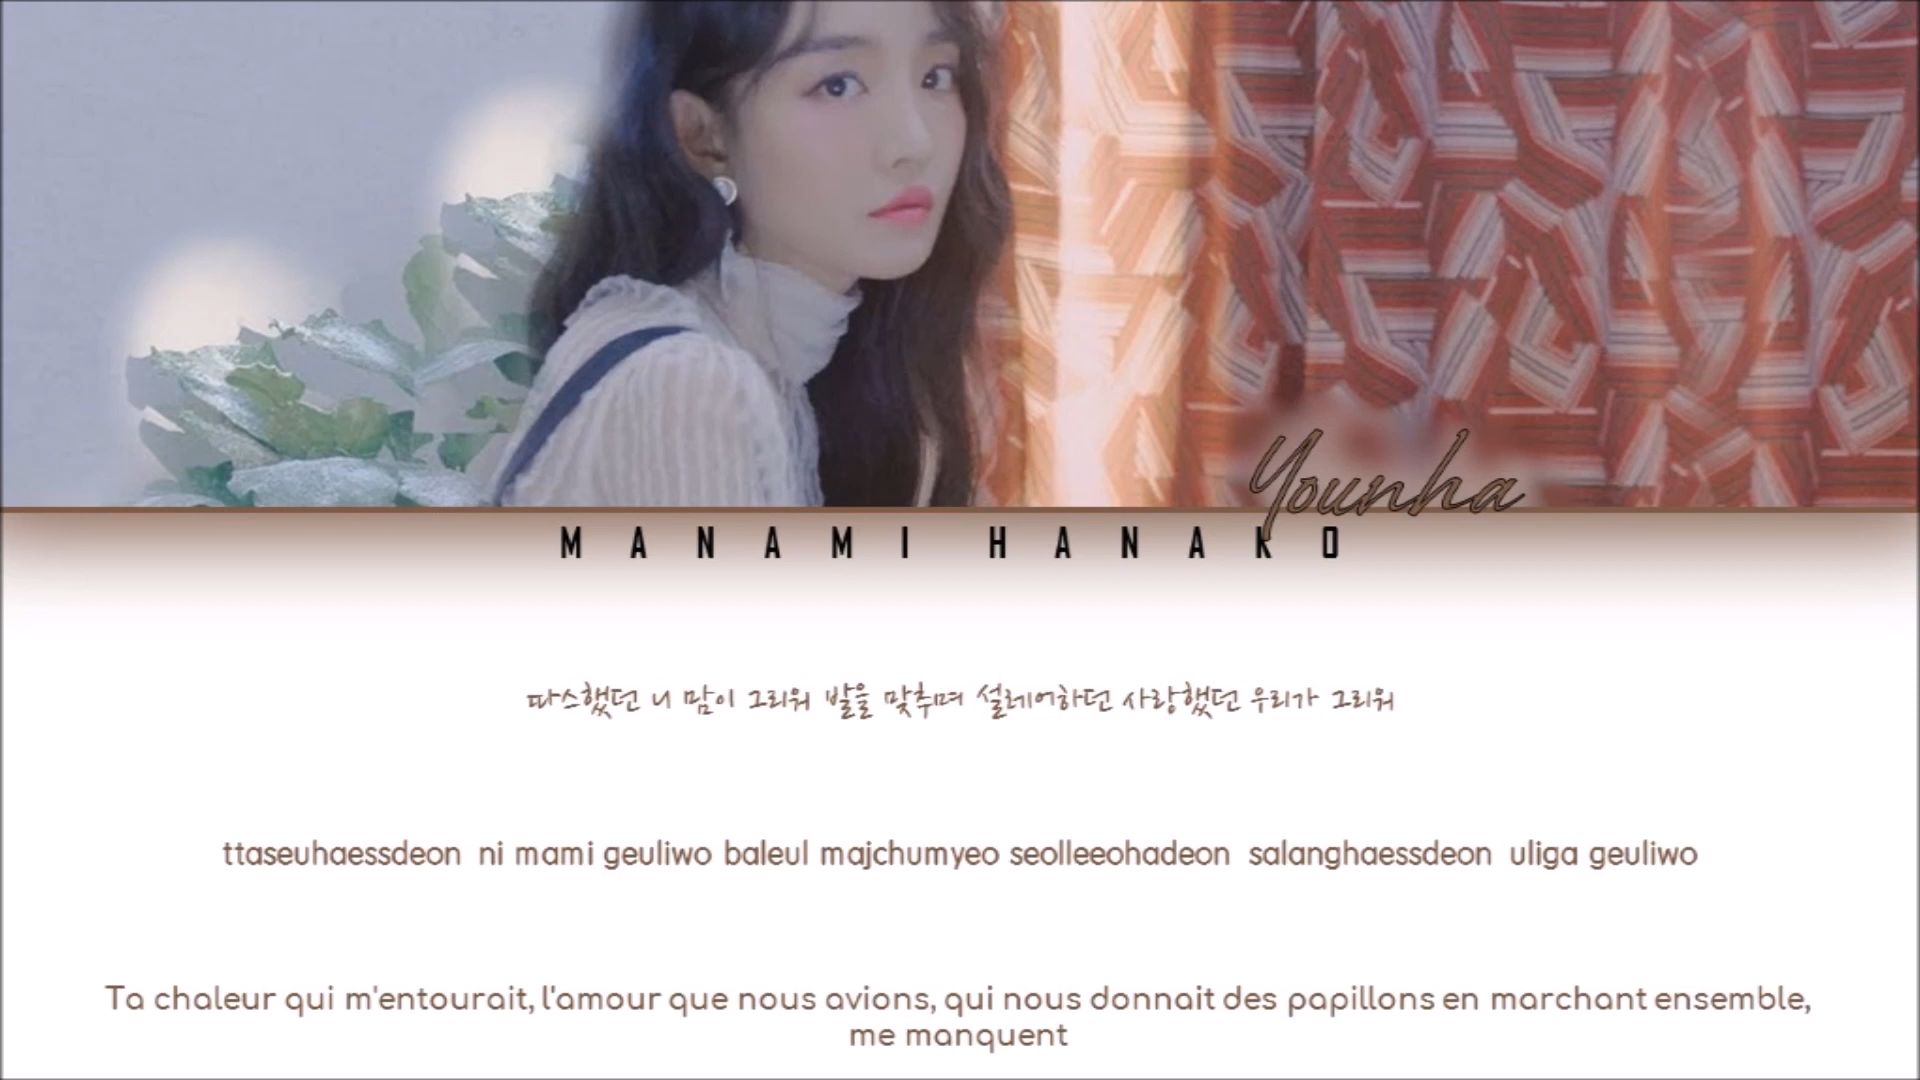 Younha
MANAMI HANAKO
따스했던 니 맘이 그리워 발을 맞추며 설레어하던 사랑했던 우리가 그리워
ttaseuhaessdeon ni mami geuliwo baleul majchumyeo seolleeohadeon salanghaessdeon uliga geuliwo
Ta chaleur qui m'entourait, l'amour que nous avions, qui nous donnait des papillons en marchant ensemble,
me manquent